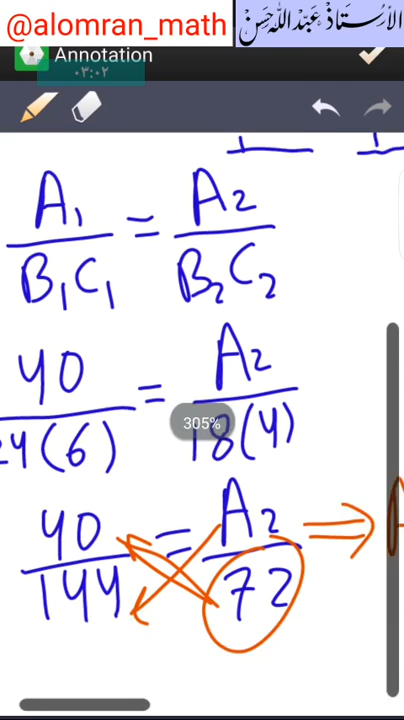 @alomran_math الأستاذ عبدالله حسن
Annotation
٠٣:٠٢
A₁/B₁C₁ = A₂/B₂C₂
40/24(6) = A₂/18(4)
305%
40/144 = A₂/72 ⇒ A